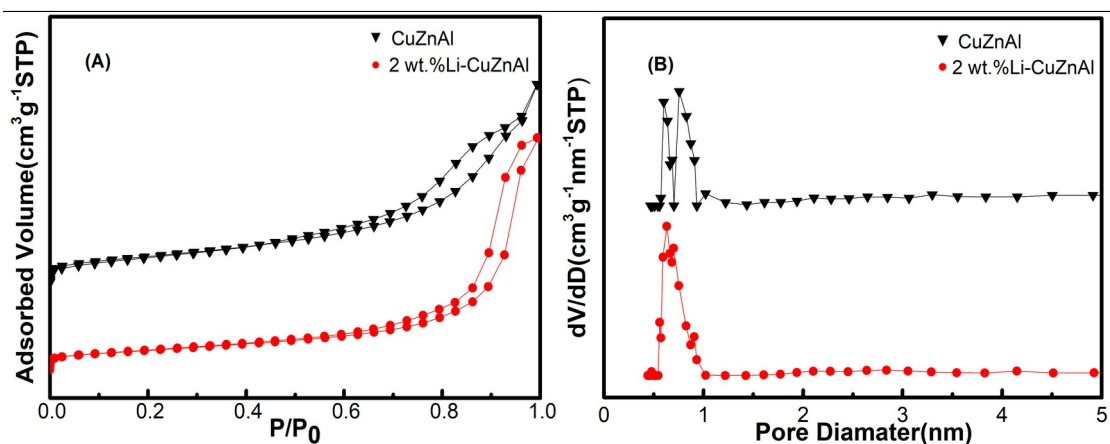 (A)
CuZnAl
2 wt.%Li-CuZnAl
Adsorbed Volume(cm³g⁻¹STP)
0.0 0.2 0.4 0.6 0.8 1.0
P/P₀
(B)
CuZnAl
2 wt.%Li-CuZnAl
dV/dD(cm³g⁻¹nm⁻¹STP)
0 1 2 3 4 5
Pore Diamater(nm)